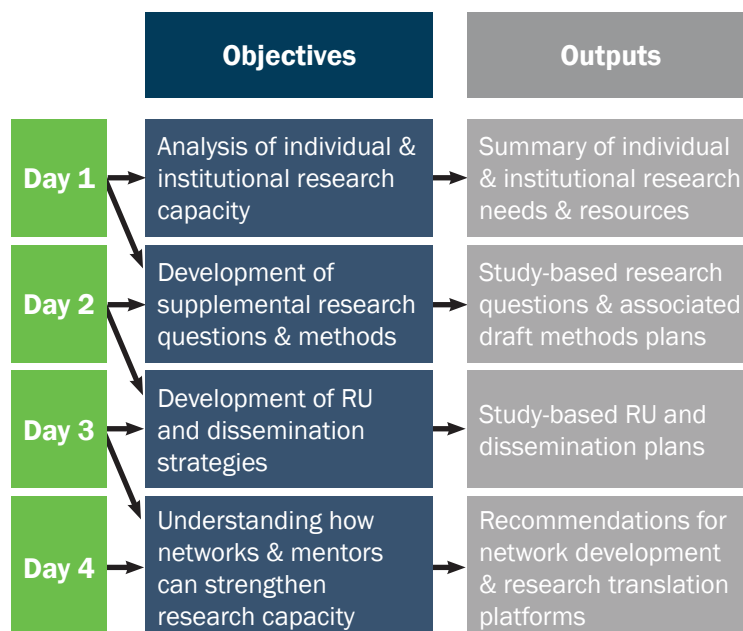 Objectives
Outputs
Day 1
Analysis of individual &
institutional research
capacity
Summary of individual
& institutional research
needs & resources
Day 2
Development of
supplemental research
questions & methods
Study-based research
questions & associated
draft methods plans
Day 3
Development of RU
and dissemination
strategies
Study-based RU and
dissemination plans
Day 4
Understanding how
networks & mentors
can strengthen
research capacity
Recommendations for
network development
& research translation
platforms